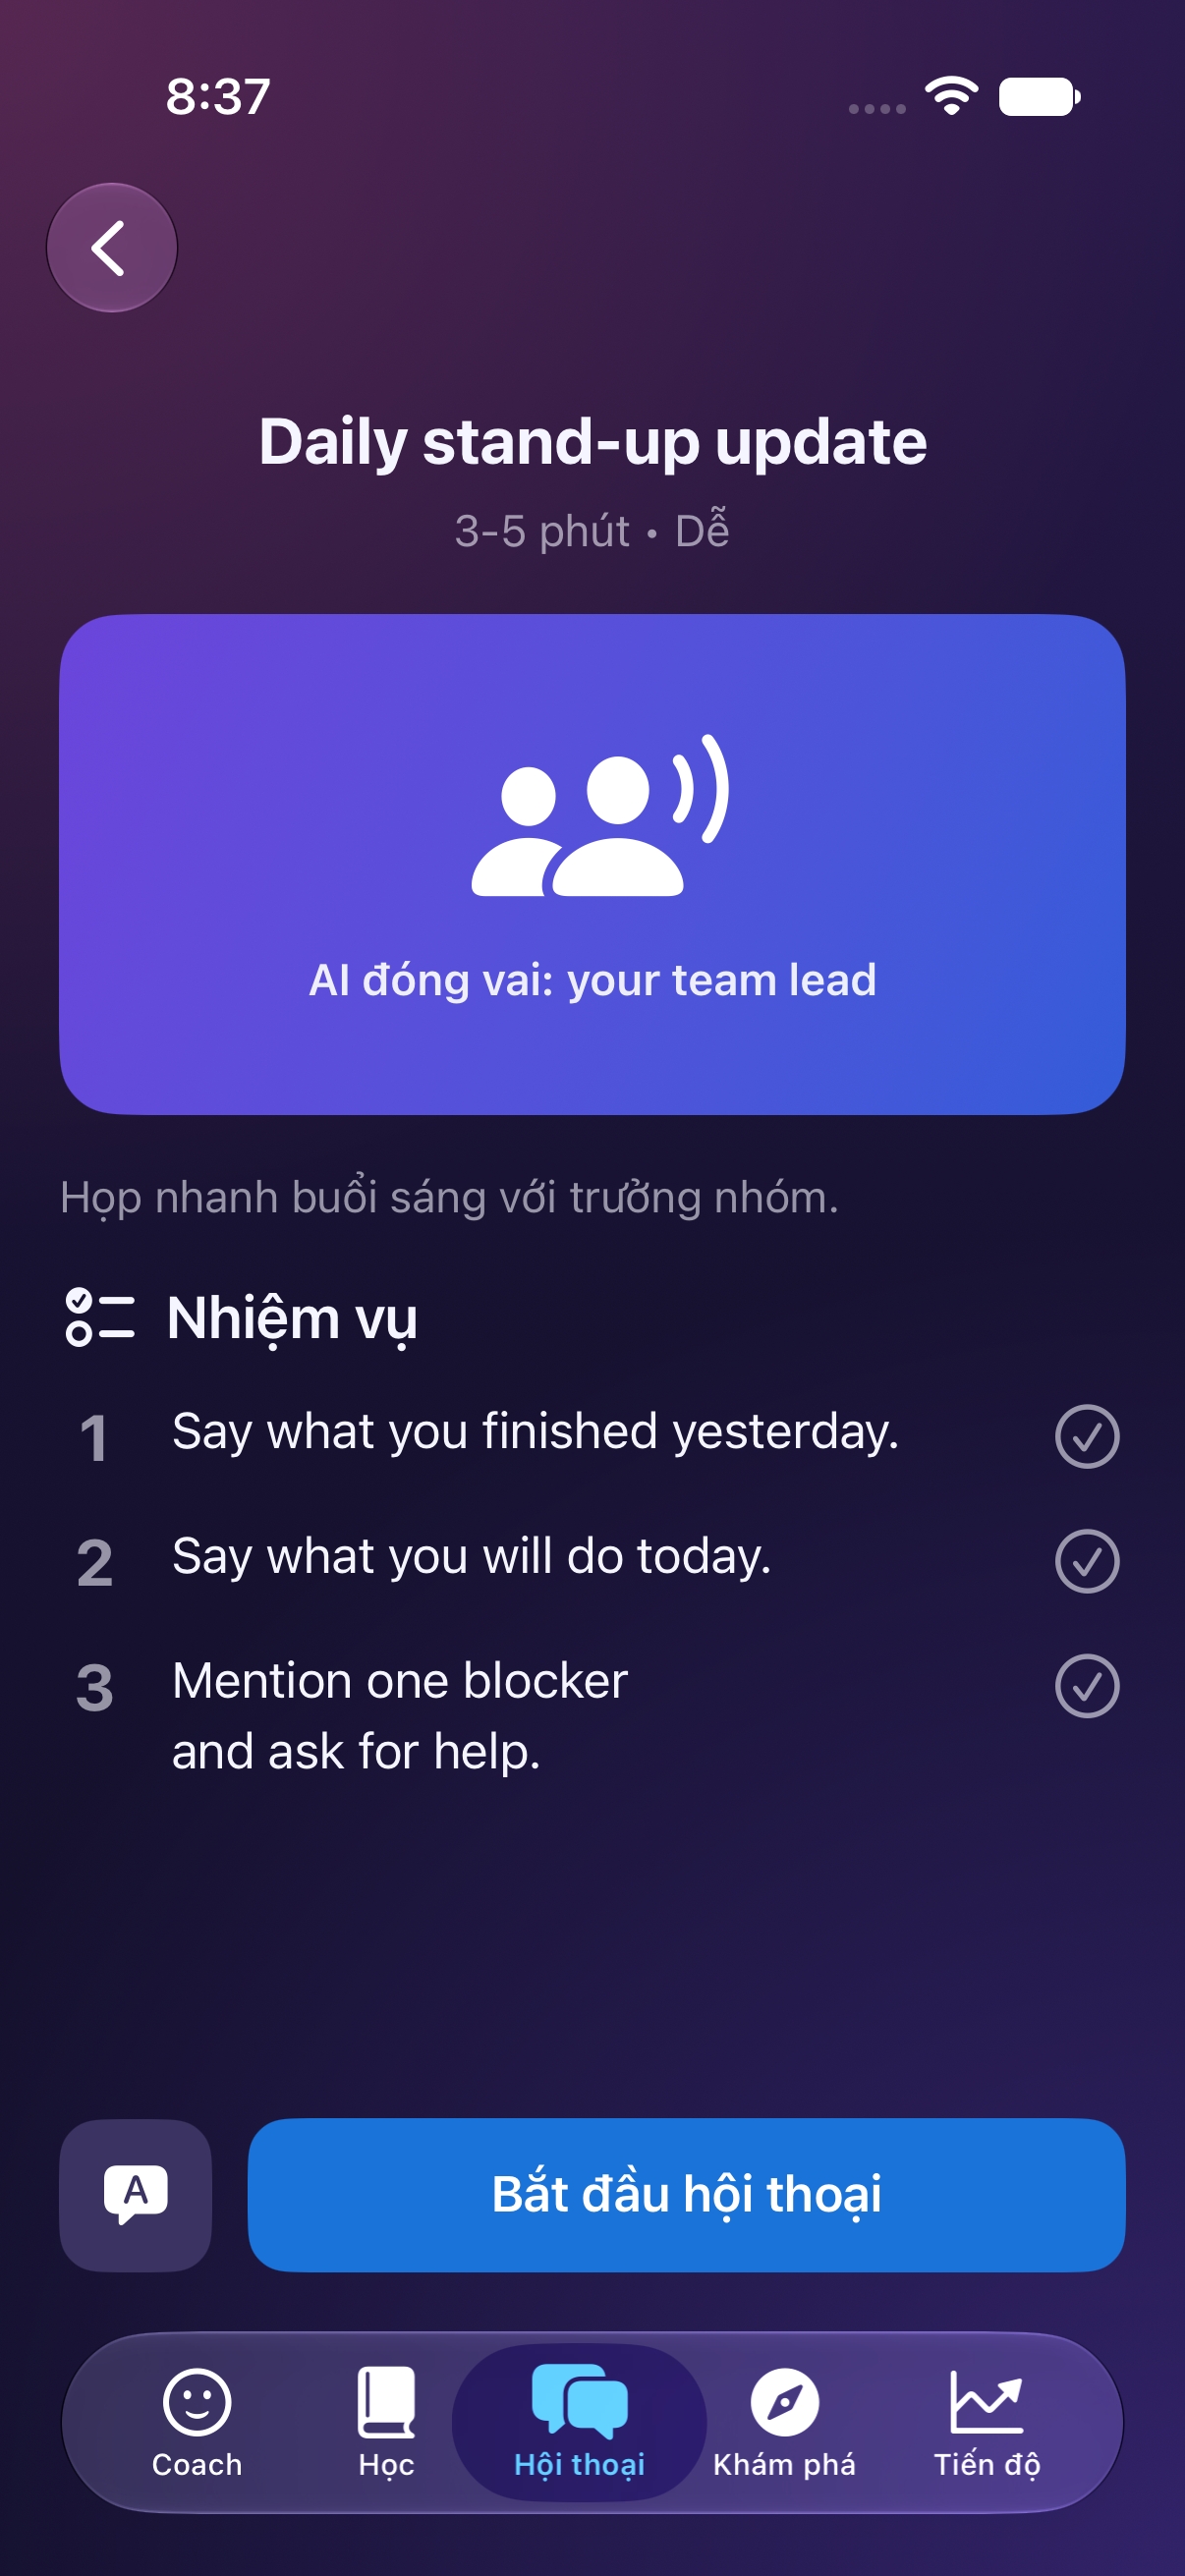 8:37
Daily stand-up update
3-5 phút • Dễ
AI đóng vai: your team lead
Họp nhanh buổi sáng với trưởng nhóm.
Nhiệm vụ
1 Say what you finished yesterday.
2 Say what you will do today.
3 Mention one blocker
and ask for help.
A
Bắt đầu hội thoại
Coach Học Hội thoại Khám phá Tiến độ